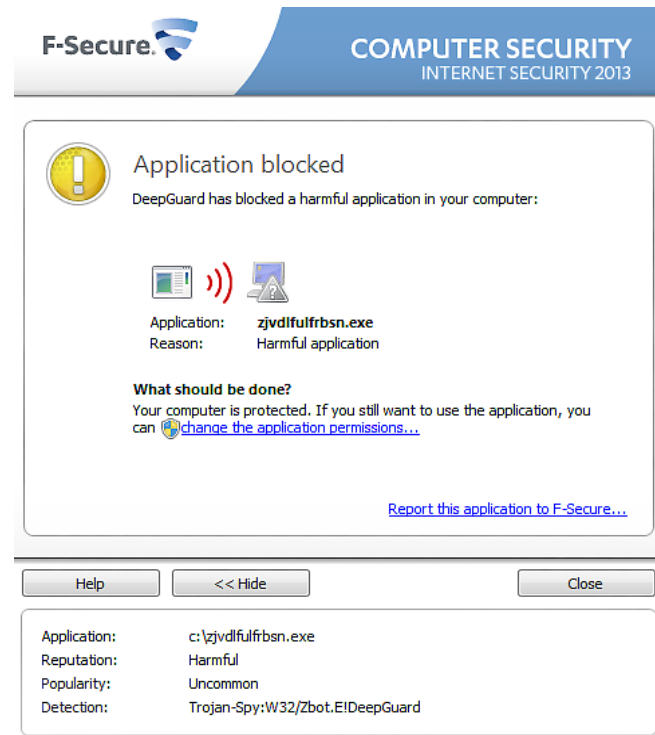 F-Secure.
COMPUTER SECURITY
INTERNET SECURITY 2013
Application blocked
DeepGuard has blocked a harmful application in your computer:
Application: zjvdlfulfrbsn.exe
Reason: Harmful application
What should be done?
Your computer is protected. If you still want to use the application, you
can change the application permissions...
Report this application to F-Secure...
Help << Hide Close
Application: c:\zjvdlfulfrbsn.exe
Reputation: Harmful
Popularity: Uncommon
Detection: Trojan-Spy:W32/Zbot.E!DeepGuard